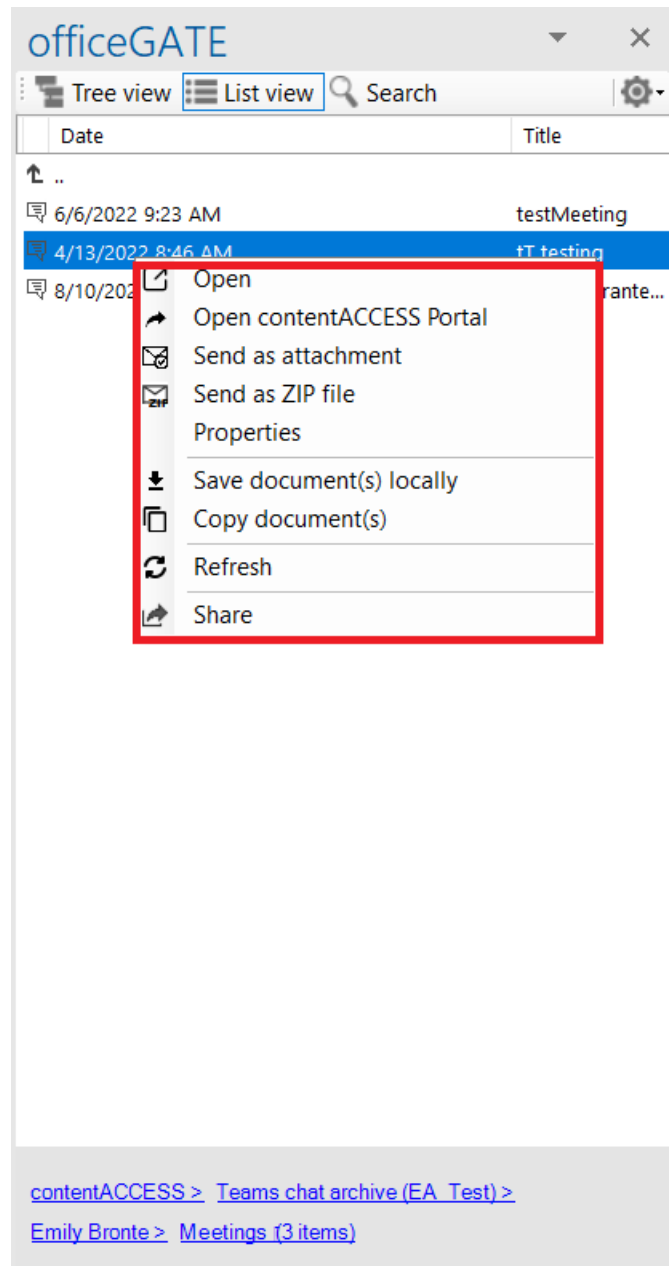 officeGATE
Tree view List view Search
Date Title
..
6/6/2022 9:23 AM testMeeting
4/13/2022 8:46 AM tT testing
8/10/202 rante...
Open
Open contentACCESS Portal
Send as attachment
ZIP Send as ZIP file
Properties
Save document(s) locally
Copy document(s)
Refresh
Share
contentACCESS > Teams chat archive (EA_Test) >
Emily Bronte > Meetings (3 items)